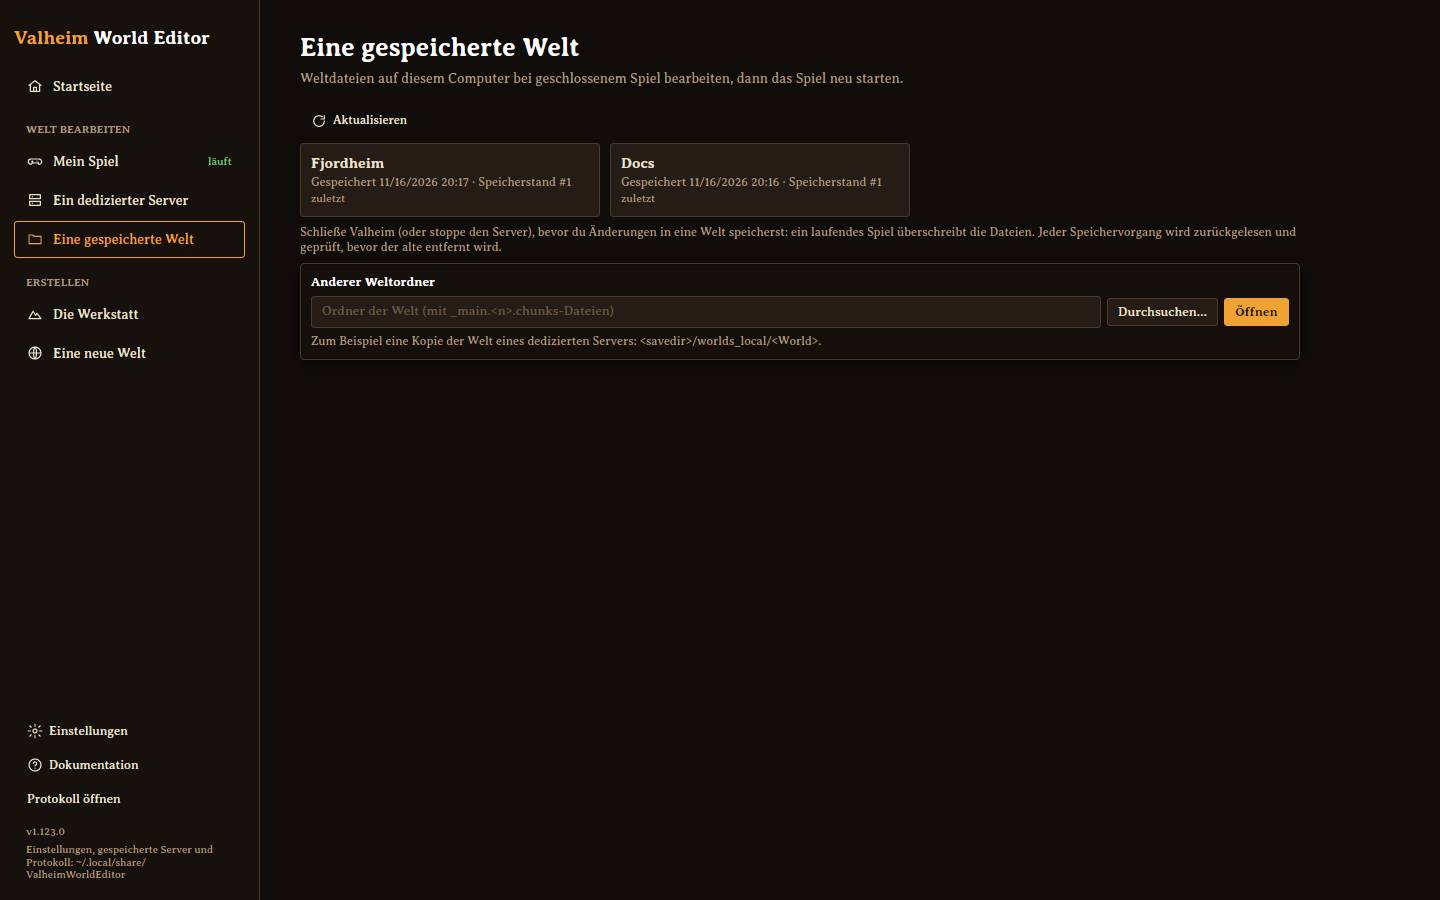 Valheim World Editor
Startseite
WELT BEARBEITEN
Mein Spiel läuft
Ein dedizierter Server
Eine gespeicherte Welt
ERSTELLEN
Die Werkstatt
Eine neue Welt
Einstellungen
Dokumentation
Protokoll öffnen
v1.123.0
Einstellungen, gespeicherte Server und
Protokoll: ~/.local/share/
ValheimWorldEditor
Eine gespeicherte Welt
Weltdateien auf diesem Computer bei geschlossenem Spiel bearbeiten, dann das Spiel neu starten.
Aktualisieren
Fjordheim
Gespeichert 11/16/2026 20:17 · Speicherstand #1
zuletzt
Docs
Gespeichert 11/16/2026 20:16 · Speicherstand #1
zuletzt
Schließe Valheim (oder stoppe den Server), bevor du Änderungen in eine Welt speicherst: ein laufendes Spiel überschreibt die Dateien. Jeder Speichervorgang wird zurückgelesen und
geprüft, bevor der alte entfernt wird.
Anderer Weltordner
Ordner der Welt (mit _main.<n>.chunks-Dateien)
Durchsuchen...
Öffnen
Zum Beispiel eine Kopie der Welt eines dedizierten Servers: <savedir>/worlds_local/<World>.